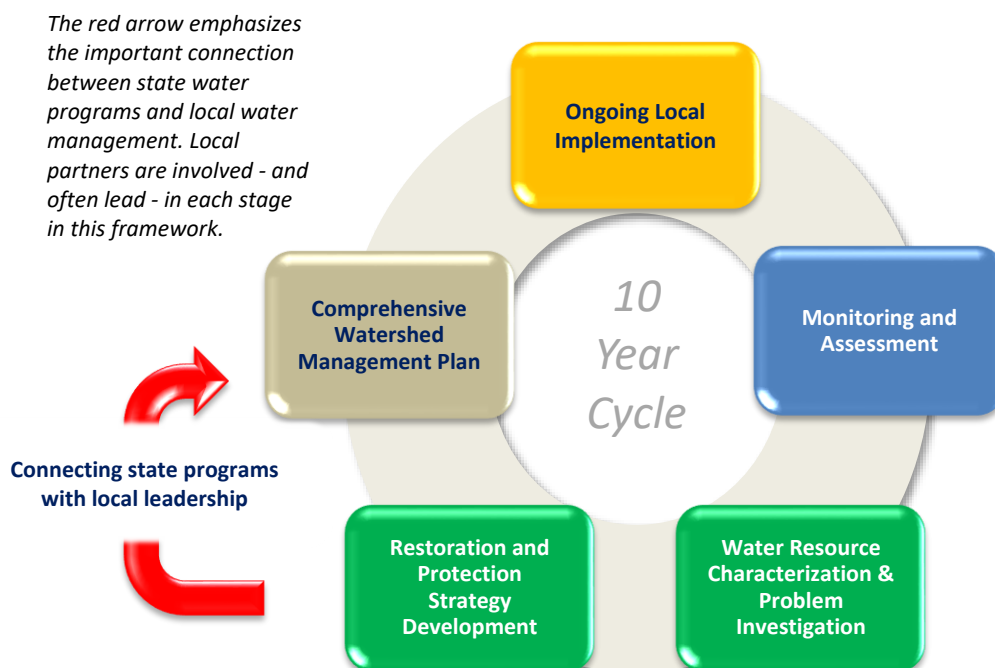 The red arrow emphasizes
the important connection
between state water
programs and local water
management. Local
partners are involved - and
often lead - in each stage
in this framework.
Ongoing Local
Implementation
Comprehensive
Watershed
Management Plan
10
Year
Cycle
Monitoring and
Assessment
Connecting state programs
with local leadership
Restoration and
Protection
Strategy
Development
Water Resource
Characterization &
Problem
Investigation